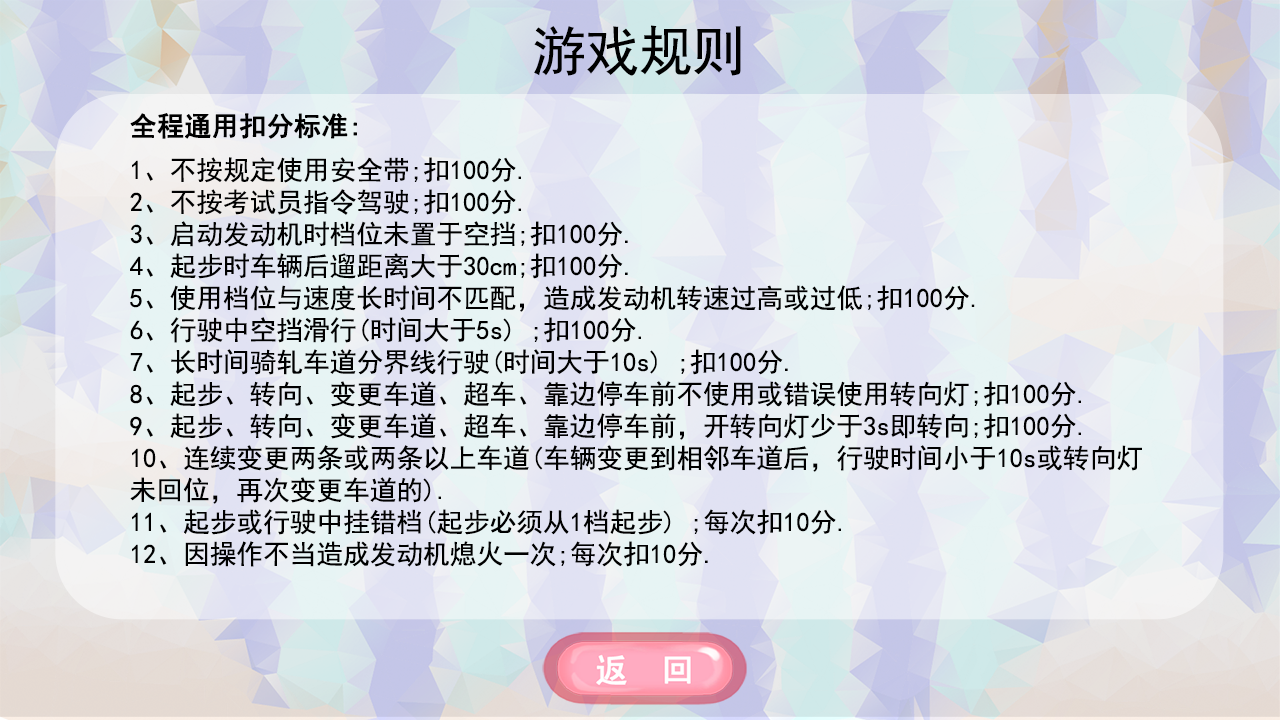 游戏规则
全程通用扣分标准:
1、不按规定使用安全带;扣100分.
2、不按考试员指令驾驶;扣100分.
3、启动发动机时档位未置于空挡;扣100分.
4、起步时车辆后遛距离大于30cm;扣100分.
5、使用档位与速度长时间不匹配，造成发动机转速过高或过低;扣100分.
6、行驶中空挡滑行(时间大于5s) ;扣100分.
7、长时间骑轧车道分界线行驶(时间大于10s) ;扣100分.
8、起步、转向、变更车道、超车、靠边停车前不使用或错误使用转向灯;扣100分.
9、起步、转向、变更车道、超车、靠边停车前，开转向灯少于3s即转向;扣100分.
10、连续变更两条或两条以上车道(车辆变更到相邻车道后，行驶时间小于10s或转向灯
未回位，再次变更车道的).
11、起步或行驶中挂错档(起步必须从1档起步) ;每次扣10分.
12、因操作不当造成发动机熄火一次;每次扣10分.
返 回